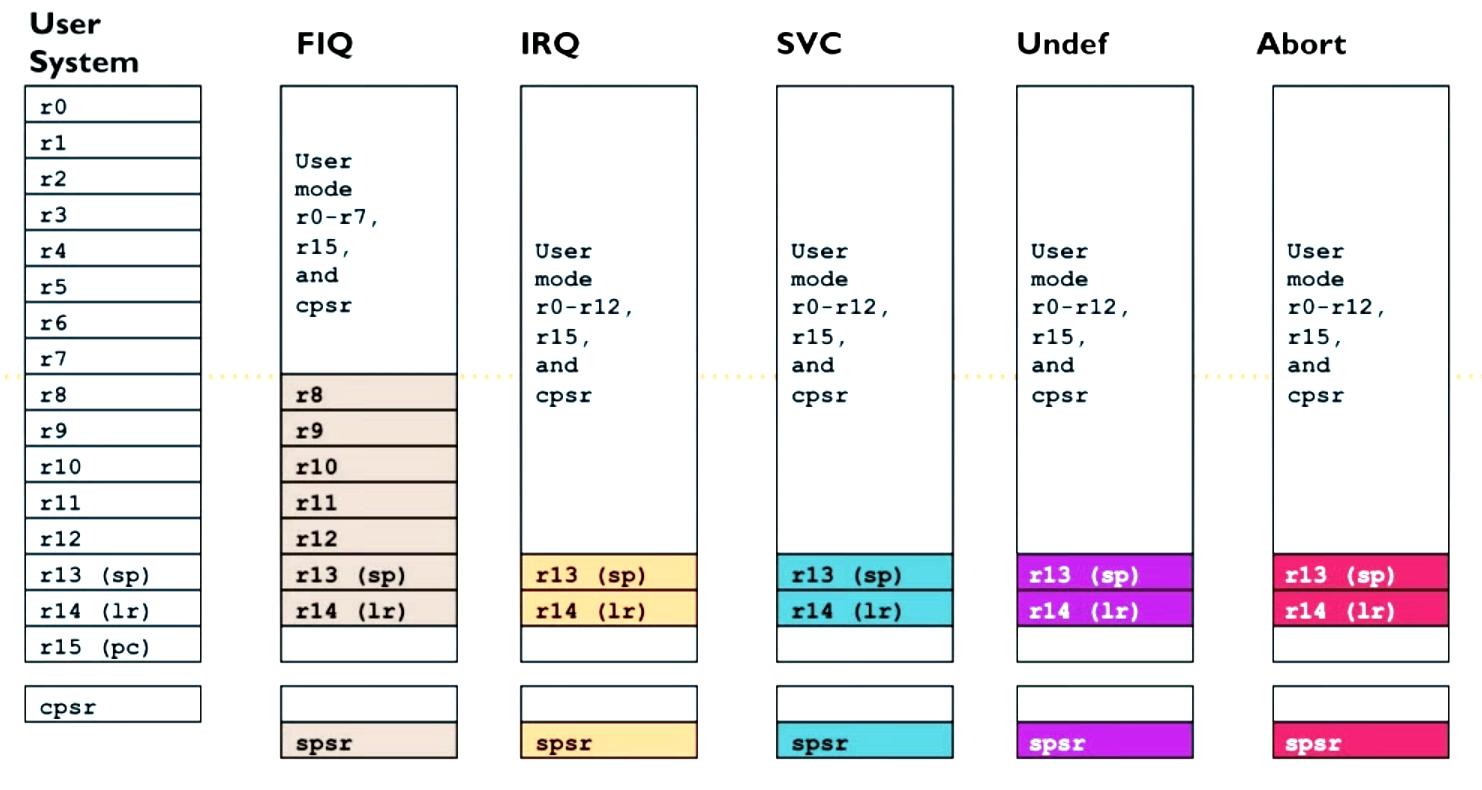 User
System
r0
r1
r2
r3
r4
r5
r6
r7
r8
r9
r10
r11
r12
r13 (sp)
r14 (lr)
r15 (pc)
cpsr
FIQ
User
mode
r0-r7,
r15,
and
cpsr
r8
r9
r10
r11
r12
r13 (sp)
r14 (lr)
spsr
IRQ
User
mode
r0-r12,
r15,
and
cpsr
r13 (sp)
r14 (lr)
spsr
SVC
User
mode
r0-r12,
r15,
and
cpsr
r13 (sp)
r14 (lr)
spsr
Undef
User
mode
r0-r12,
r15,
and
cpsr
r13 (sp)
r14 (lr)
spsr
Abort
User
mode
r0-r12,
r15,
and
cpsr
r13 (sp)
r14 (lr)
spsr